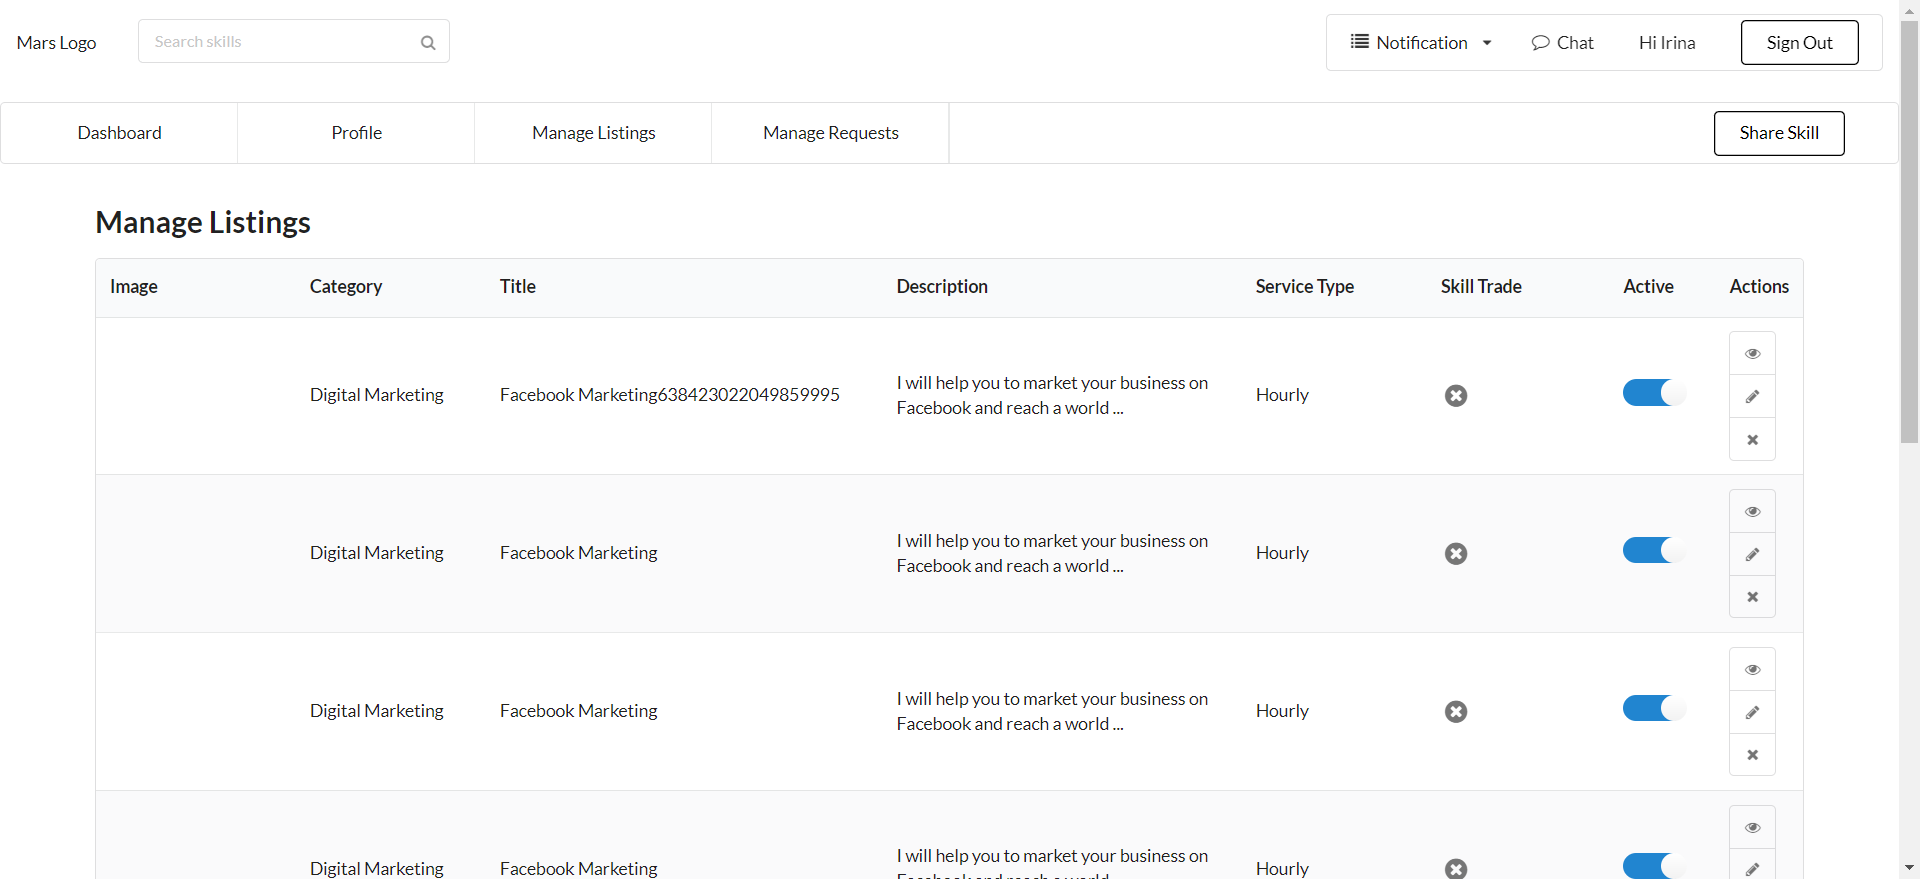 Mars Logo
Search skills
Notification
Chat
Hi Irina
Sign Out
Dashboard
Profile
Manage Listings
Manage Requests
Share Skill
Manage Listings
Image Category Title Description Service Type Skill Trade Active Actions
Digital Marketing Facebook Marketing638423022049859995 I will help you to market your business on
Facebook and reach a world ... Hourly
Digital Marketing Facebook Marketing I will help you to market your business on
Facebook and reach a world ... Hourly
Digital Marketing Facebook Marketing I will help you to market your business on
Facebook and reach a world ... Hourly
Digital Marketing Facebook Marketing I will help you to market your business on
Hourly